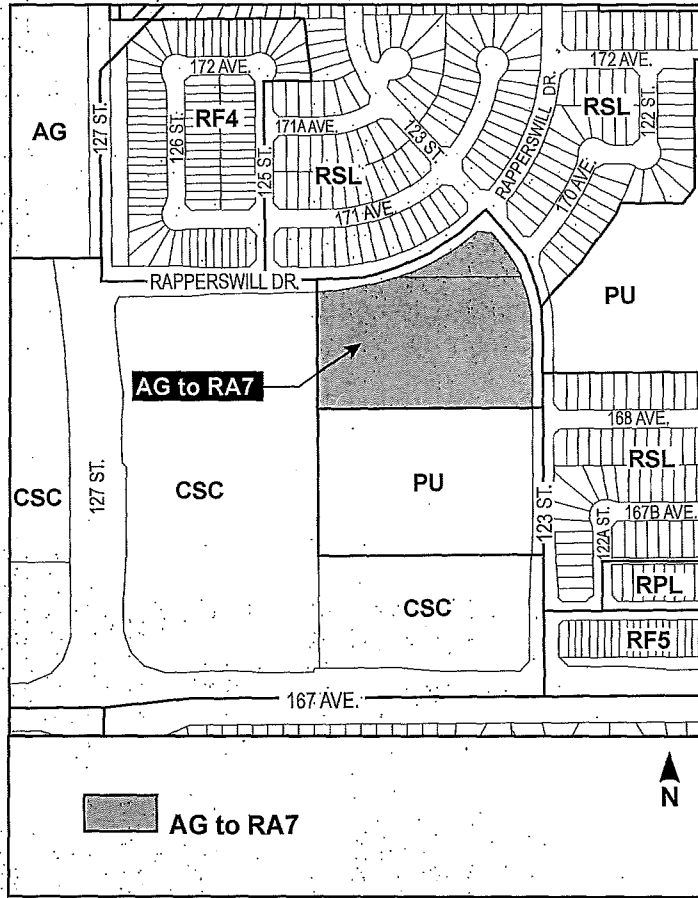 172 AVE.
172 AVE.
AG
127 ST.
126 ST.
RF4
125 ST.
171A AVE.
123 ST.
RSL
RAPPERSWILL DR.
RSL
122 ST.
170 AVE.
171 AVE.
RAPPERSWILL DR.
PU
AG to RA7
168 AVE.
CSC
127 ST.
CSC
PU
123 ST.
RSL
122A ST.
167B AVE.
RPL
CSC
RF5
167 AVE.
N
AG to RA7